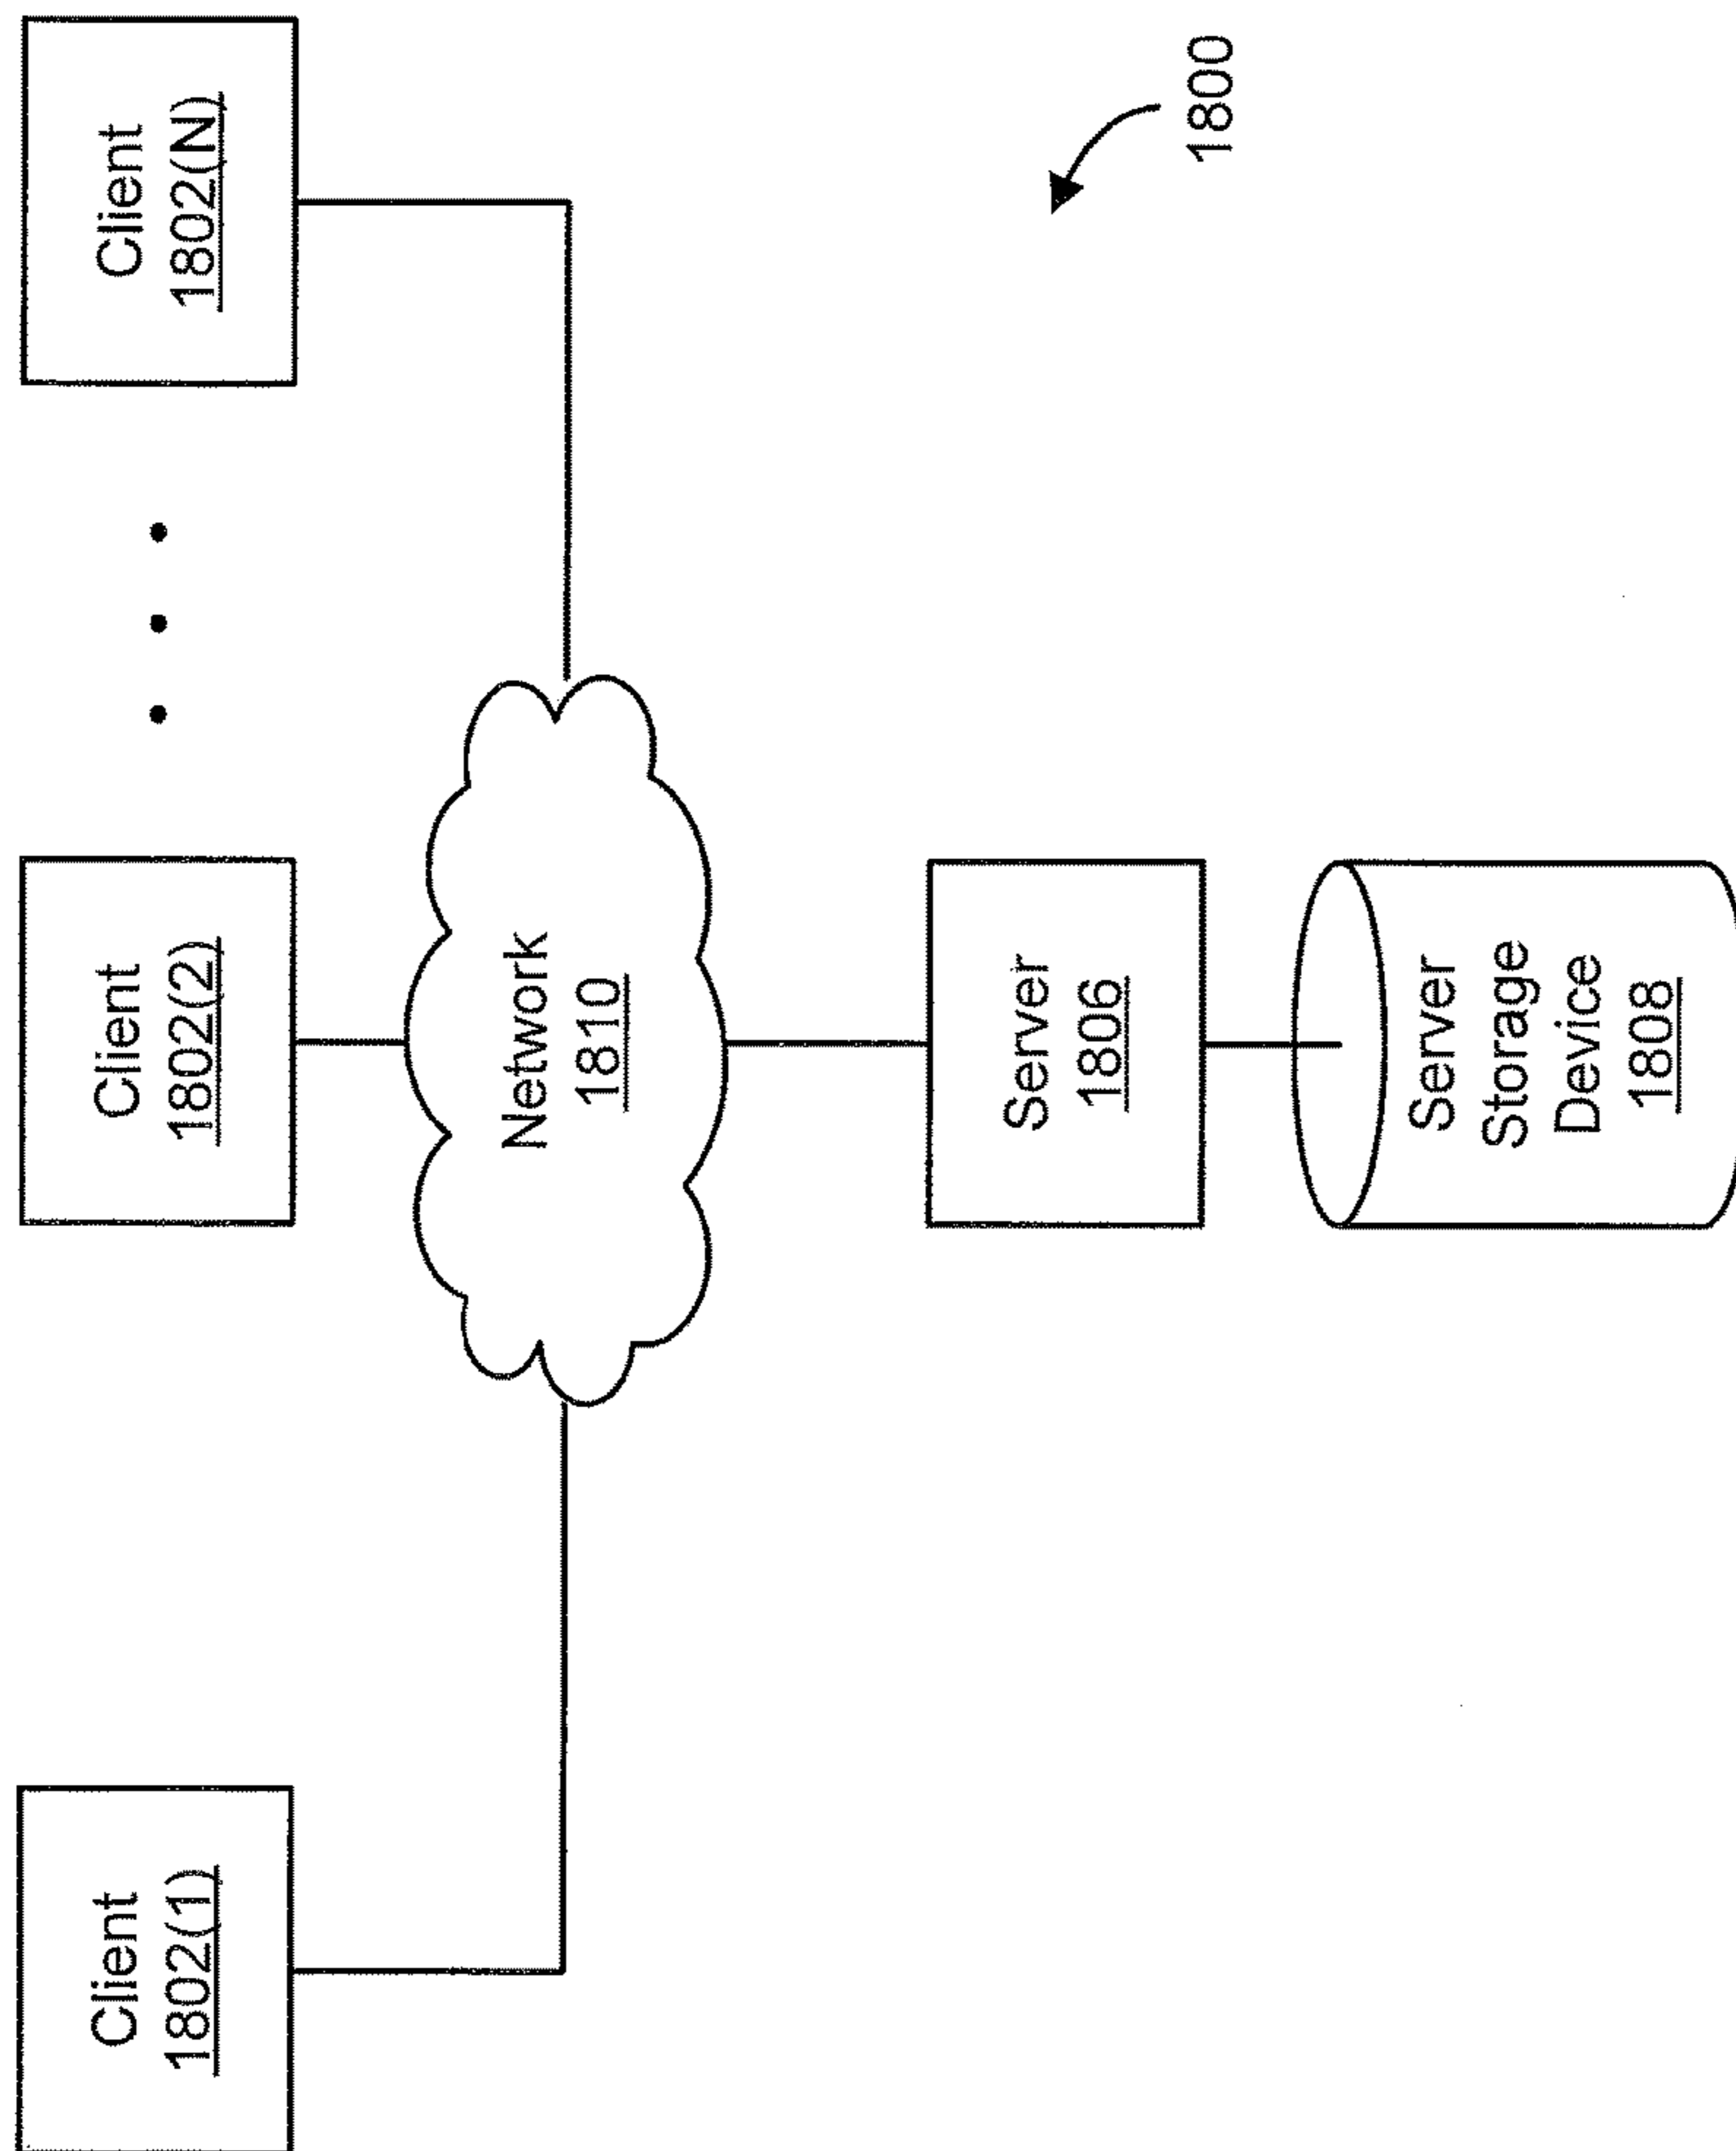 Client
1802(1)
Client
1802(2)
Client
1802(N)
Network
1810
Server
1806
Server
Storage
Device
1808
1800